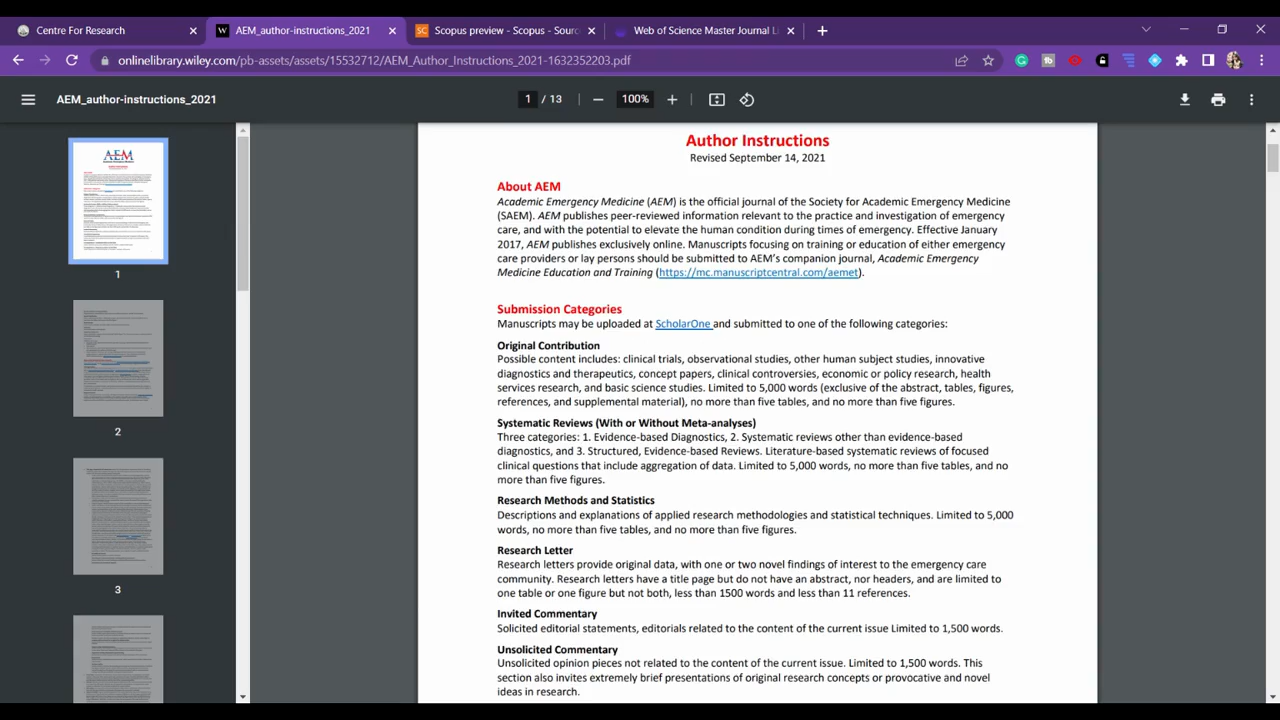 Centre For Research
AEM_author-instructions_2021
Scopus preview - Scopus - Sour
Web of Science Master Journal Li
onlinelibrary.wiley.com/pb-assets/assets/15532712/AEM_Author_Instructions_2021-1632352203.pdf
AEM_author-instructions_2021
1 / 13
100%
AEM
1
2
3
Author Instructions
Revised September 14, 2021
About AEM
Academic Emergency Medicine (AEM) is the official journal of the Society for Academic Emergency Medicine
(SAEM). AEM publishes peer-reviewed information relevant to the practice and investigation of emergency
care, and with the potential to elevate the human condition during times of emergency. Effective January
2017, AEM publishes exclusively online. Manuscripts focusing on training or education of either emergency
care providers or lay persons should be submitted to AEM's companion journal, Academic Emergency
Medicine Education and Training (https://mc.manuscriptcentral.com/aemet).
Submission Categories
Manuscripts may be uploaded at ScholarOne and submitted to one of the following categories:
Original Contribution
Possible content includes: clinical trials, observational studies, other human subject studies, innovative
diagnostics and therapeutics, concept papers, clinical controversies, economic or policy research, health
services research, and basic science studies. Limited to 5,000 words (exclusive of the abstract, tables, figures,
references, and supplemental material), no more than five tables, and no more than five figures.
Systematic Reviews (With or Without Meta-analyses)
Three categories: 1. Evidence-based Diagnostics, 2. Systematic reviews other than evidence-based
diagnostics, and 3. Structured, Evidence-based Reviews. Literature-based systematic reviews of focused
clinical questions that include aggregation of data. Limited to 5,000 words, no more than five tables, and no
more than five figures.
Research Methods and Statistics
Descriptions and explanations of applied research methodologies and statistical techniques. Limited to 5,000
words, no more than five tables, and no more than five figures.
Research Letter
Research letters provide original data, with one or two novel findings of interest to the emergency care
community. Research letters have a title page but do not have an abstract, nor headers, and are limited to
one table or one figure but not both, less than 1500 words and less than 11 references.
Invited Commentary
Solicited editorial statements, editorials related to the content of the current issue Limited to 1,500 words.
Unsolicited Commentary
Unsolicited opinion pieces not related to the content of the current issue. Limited to 1,500 words. This
section also invites extremely brief presentations of original research concepts or provocative and novel
ideas in research.